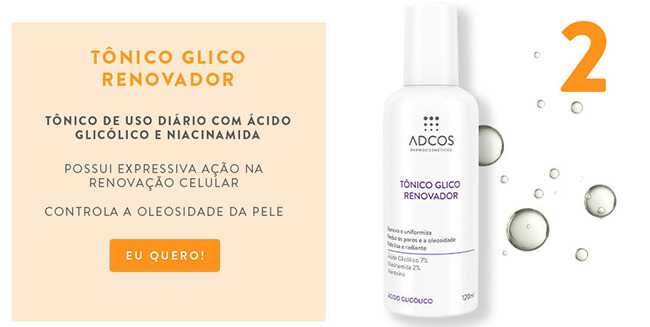 TÔNICO GLICO
RENOVADOR
TÔNICO DE USO DIÁRIO COM ÁCIDO
GLICÓLICO E NIACINAMIDA
POSSUI EXPRESSIVA AÇÃO NA
RENOVAÇÃO CELULAR
CONTROLA A OLEOSIDADE DA PELE
EU QUERO!
2
ADCOS
DERMOCOSMÉTICOS
TÔNICO GLICO
RENOVADOR
Renova e uniformiza
Reduz os poros e a oleosidade
Pele lisa e radiante
Ácido Glicólico 7%
Niacinamida 2%
Alantoína
ÁCIDO GLICÓLICO
120ml